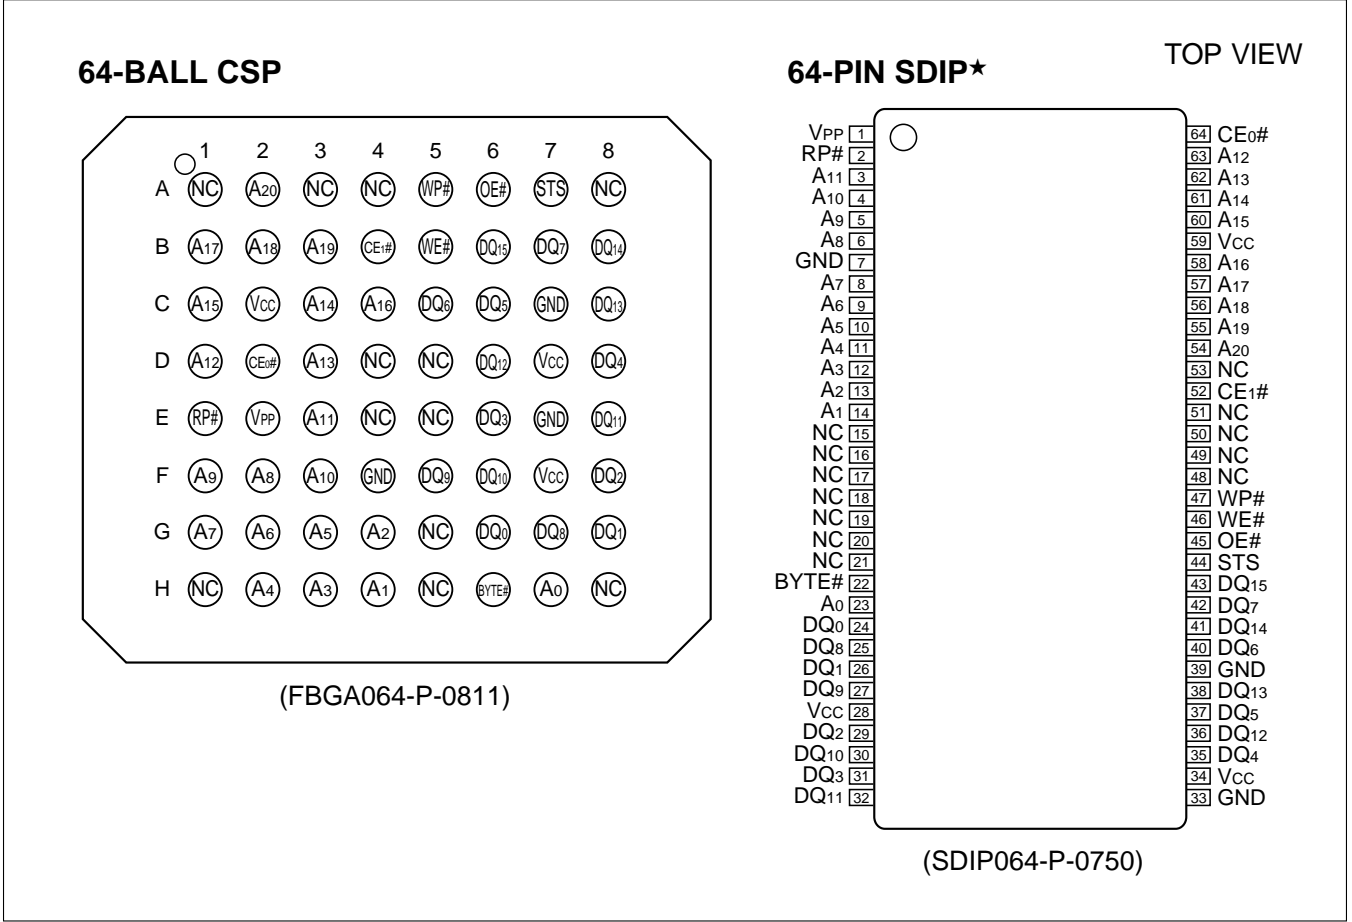 TOP VIEW
64-BALL CSP
1 2 3 4 5 6 7 8
A NC A20 NC NC WP# OE# STS NC
B A17 A18 A19 CE1# WE# DQ15 DQ7 DQ14
C A15 VCC A14 A16 DQ6 DQ5 GND DQ13
D A12 CE0# A13 NC NC DQ12 VCC DQ4
E RP# VPP A11 NC NC DQ3 GND DQ11
F A9 A8 A10 GND DQ9 DQ10 VCC DQ2
G A7 A6 A5 A2 NC DQ0 DQ8 DQ1
H NC A4 A3 A1 NC BYTE# A0 NC
(FBGA064-P-0811)
64-PIN SDIP★
VPP 1 64 CE0#
RP# 2 63 A12
A11 3 62 A13
A10 4 61 A14
A9 5 60 A15
A8 6 59 VCC
GND 7 58 A16
A7 8 57 A17
A6 9 56 A18
A5 10 55 A19
A4 11 54 A20
A3 12 53 NC
A2 13 52 CE1#
A1 14 51 NC
NC 15 50 NC
NC 16 49 NC
NC 17 48 NC
NC 18 47 WP#
NC 19 46 WE#
NC 20 45 OE#
NC 21 44 STS
BYTE# 22 43 DQ15
A0 23 42 DQ7
DQ0 24 41 DQ14
DQ8 25 40 DQ6
DQ1 26 39 GND
DQ9 27 38 DQ13
VCC 28 37 DQ5
DQ2 29 36 DQ12
DQ10 30 35 DQ4
DQ3 31 34 VCC
DQ11 32 33 GND
(SDIP064-P-0750)